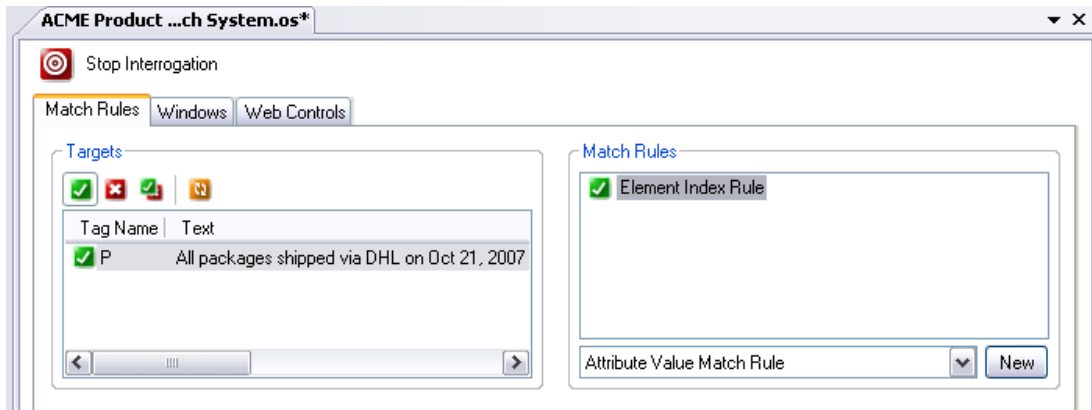 ACME Product ...ch System.os*
Stop Interrogation
Match Rules Windows Web Controls
Targets
Tag Name Text
P All packages shipped via DHL on Oct 21, 2007
Match Rules
Element Index Rule
Attribute Value Match Rule New